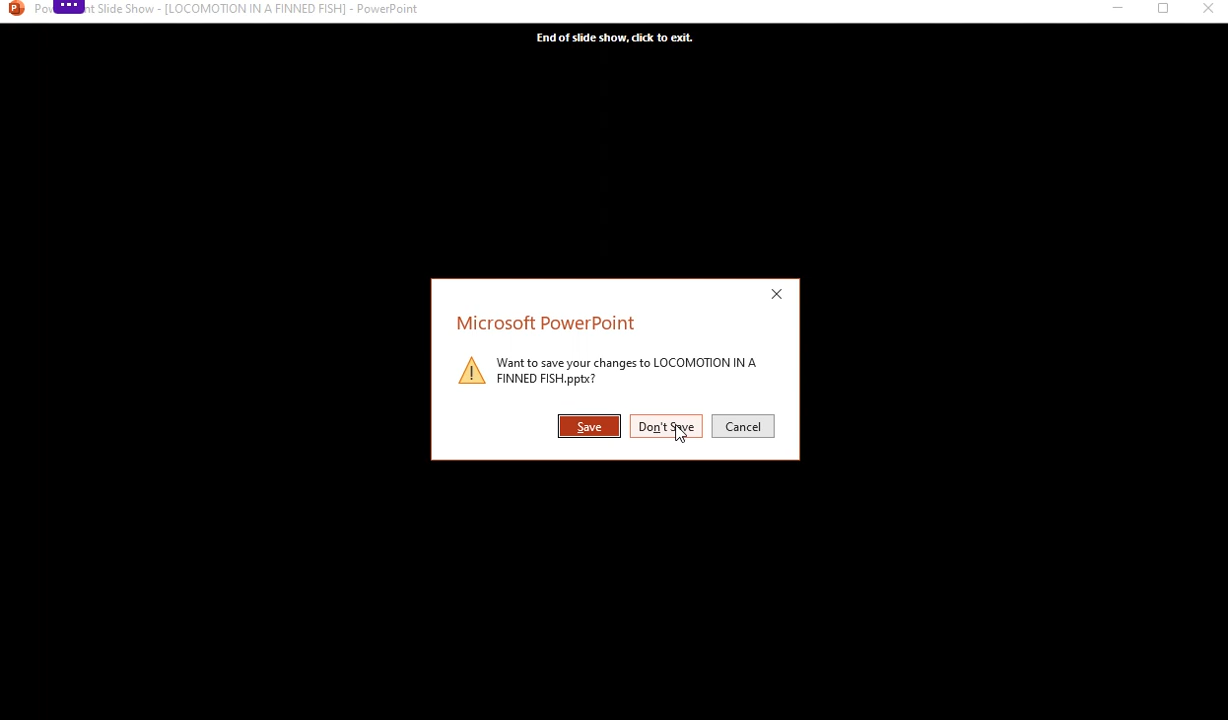 Slide Show - [LOCOMOTION IN A FINNED FISH] - PowerPoint
End of slide show, click to exit.
Microsoft PowerPoint
Want to save your changes to LOCOMOTION IN A
FINNED FISH.pptx?
Save Don't Save Cancel